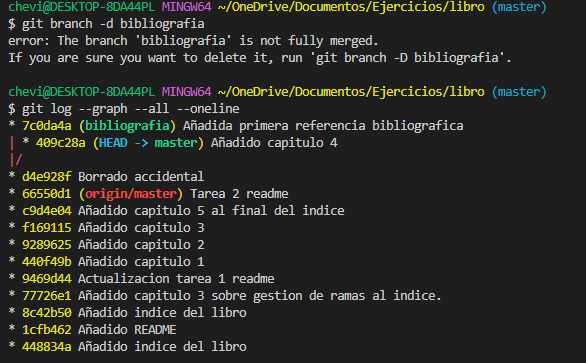 chevi@DESKTOP-8DA44PL MINGW64 ~/OneDrive/Documentos/Ejercicios/libro (master)
$ git branch -d bibliografia
error: The branch 'bibliografia' is not fully merged.
If you are sure you want to delete it, run 'git branch -D bibliografia'.
chevi@DESKTOP-8DA44PL MINGW64 ~/OneDrive/Documentos/Ejercicios/libro (master)
$ git log --graph --all --oneline
* 7c0da4a (bibliografia) Añadida primera referencia bibliografica
| * 409c28a (HEAD -> master) Añadido capitulo 4
|/
* d4e928f Borrado accidental
* 66550d1 (origin/master) Tarea 2 readme
* c9d4e04 Añadido capitulo 5 al final del indice
* f169115 Añadido capitulo 3
* 9289625 Añadido capitulo 2
* 440f49b Añadido capitulo 1
* 9469d44 Actualizacion tarea 1 readme
* 77726e1 Añadido capitulo 3 sobre gestion de ramas al indice.
* 8c42b50 Añadido indice del libro
* 1cfb462 Añadido README
* 448834a Añadido indice del libro